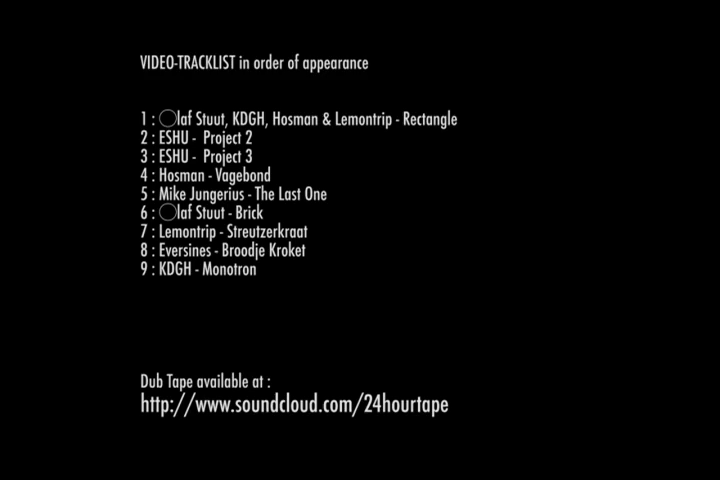 VIDEO-TRACKLIST in order of appearance
1 : ◯laf Stuut, KDGH, Hosman & Lemontrip - Rectangle
2 : ESHU - Project 2
3 : ESHU - Project 3
4 : Hosman - Vagebond
5 : Mike Jungerius - The Last One
6 : ◯laf Stuut - Brick
7 : Lemontrip - Streutzerkraat
8 : Eversines - Broodje Kroket
9 : KDGH - Monotron
Dub Tape available at :
http://www.soundcloud.com/24hourtape